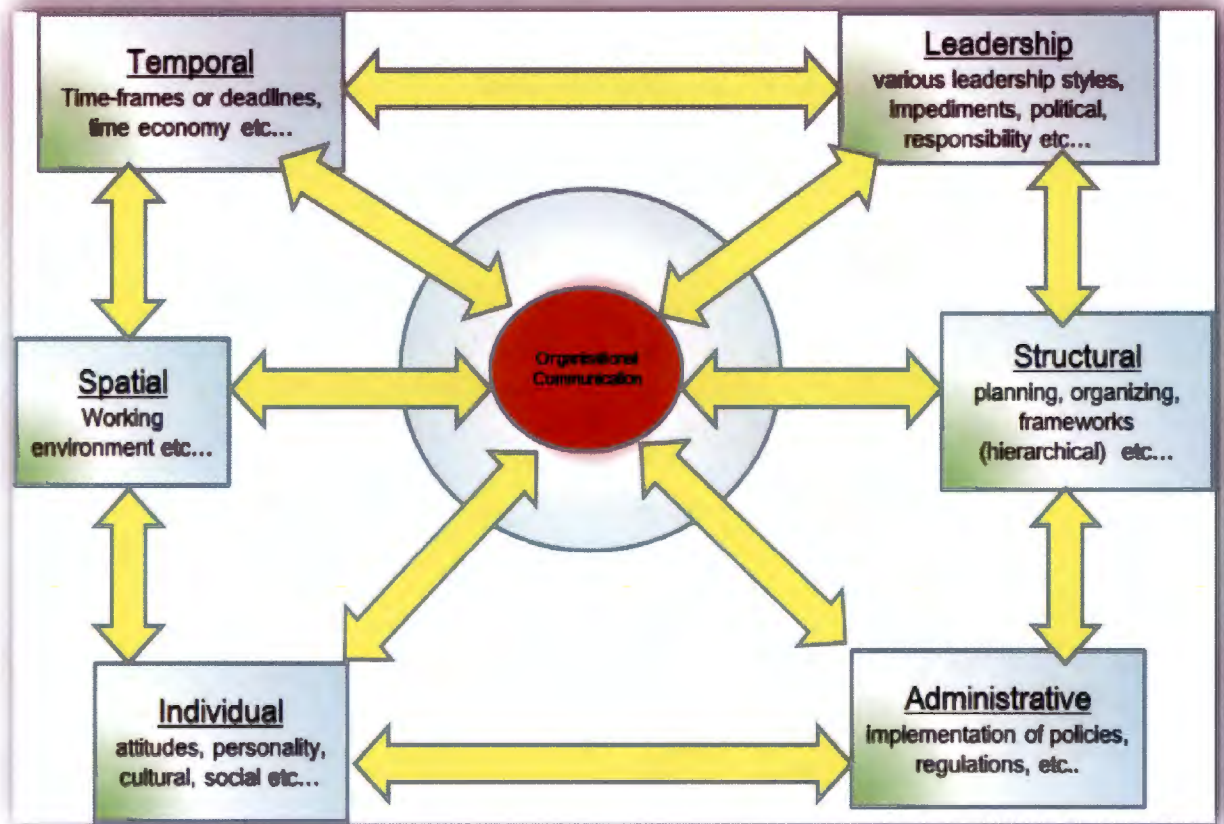 Temporal
Time-frames or deadlines,
time economy etc...
Leadership
various leadership styles,
impediments, political,
responsibility etc...
Organisational
Communication
Spatial
Working
environment etc...
Structural
planning, organizing,
frameworks
(hierarchical) etc...
Individual
attitudes, personality,
cultural, social etc...
Administrative
implementation of policies,
regulations, etc..